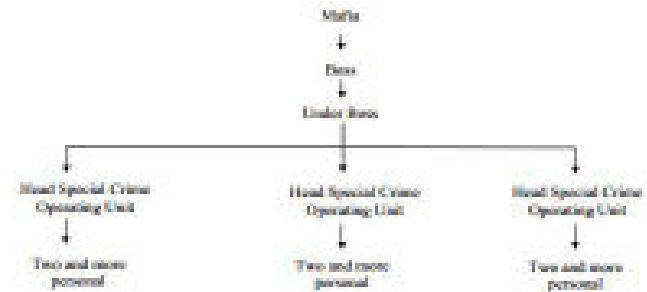 Mafia
Boss
Under Boss
Head Special Crime
Operating Unit
Head Special Crime
Operating Unit
Head Special Crime
Operating Unit
Two and more
personal
Two and more
personal
Two and more
personal